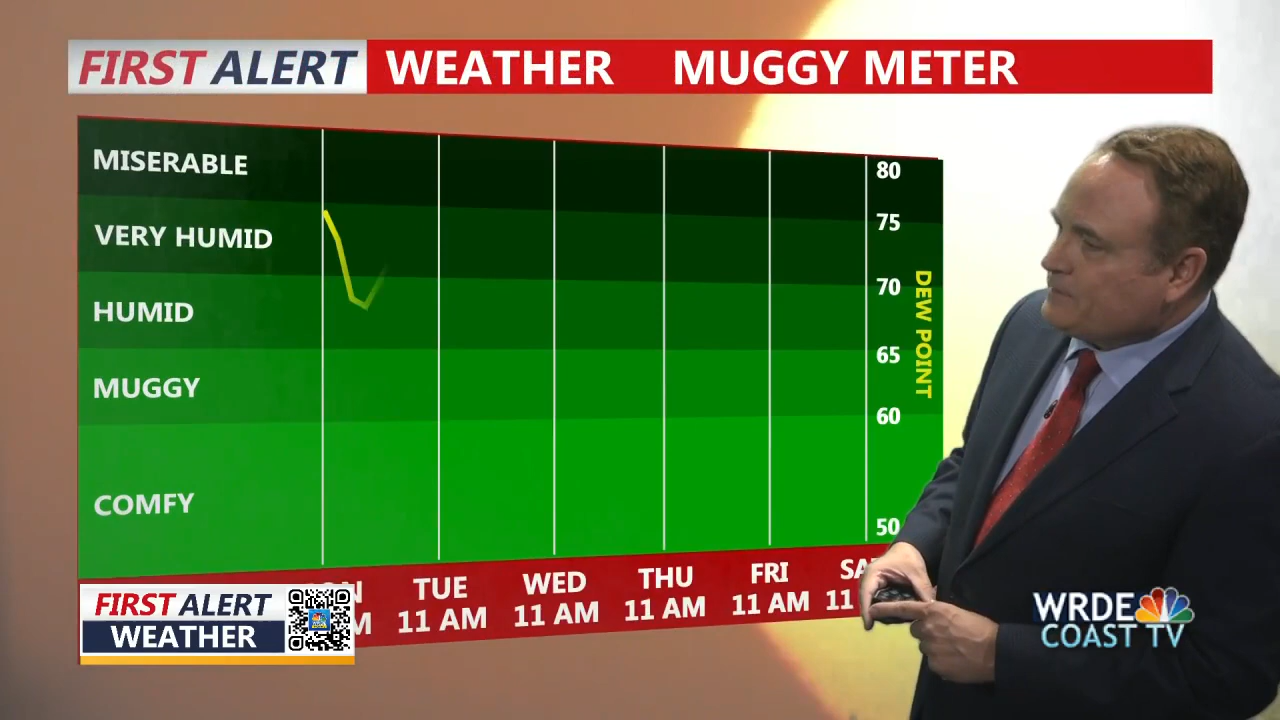 FIRST ALERT WEATHER MUGGY METER
MISERABLE
VERY HUMID
HUMID
MUGGY
COMFY
80
75
70
65
60
50
DEW POINT
TUE WED THU FRI
11 AM 11 AM 11 AM 11 AM 11
FIRST ALERT
WEATHER
WRDE
COAST TV